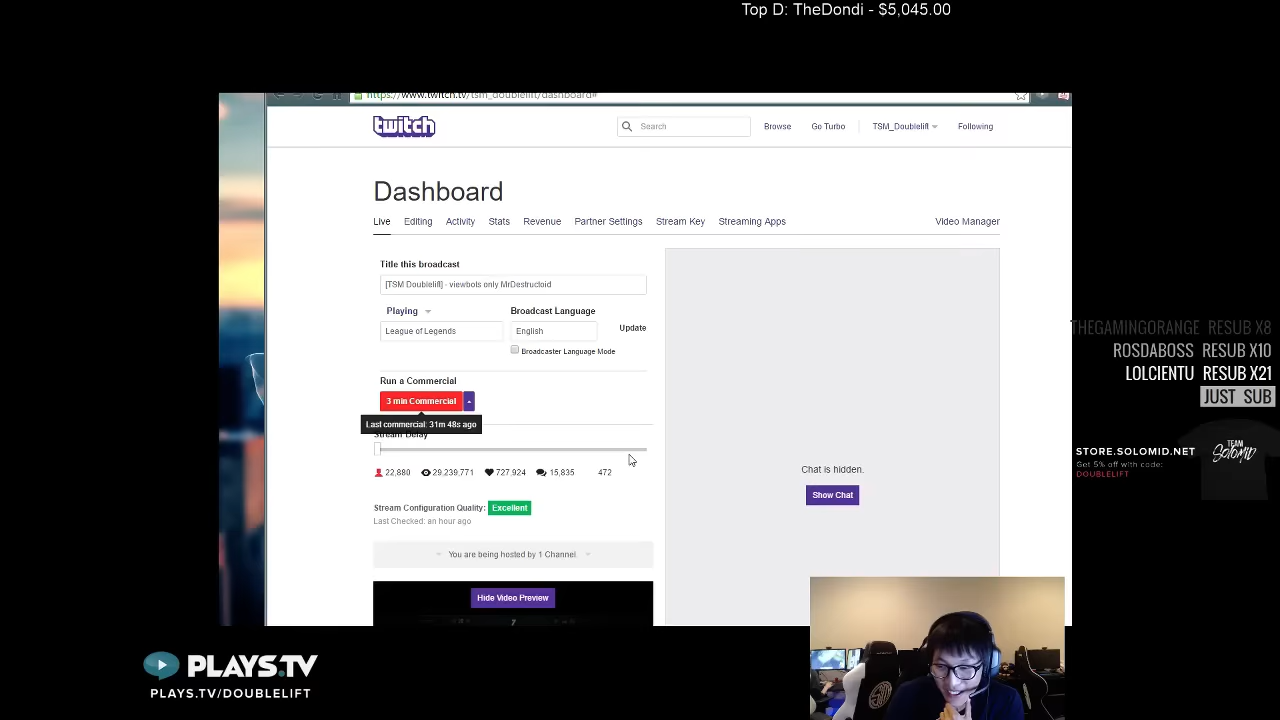 Top D: TheDondi - $5,045.00
https://www.twitch.tv/tsm_doublelift/dashboard#
twitch
Search
Browse
Go Turbo
TSM_Doublelift
Following
Dashboard
Live
Editing
Activity
Stats
Revenue
Partner Settings
Stream Key
Streaming Apps
Video Manager
Title this broadcast
[TSM Doublelift] - viewbots only MrDestructoid
Playing
Broadcast Language
League of Legends
English
Update
Broadcaster Language Mode
Run a Commercial
3 min Commercial
Last commercial: 31m 48s ago
Stream Delay
22,880
29,239,771
727,924
15,835
472
Stream Configuration Quality: Excellent
Last Checked: an hour ago
You are being hosted by 1 Channel.
Hide Video Preview
Chat is hidden.
Show Chat
THEGAMINGORANGE RESUB X8
ROSDABOSS RESUB X10
LOLCIENTU RESUB X21
JUST SUB
STORE.SOLOMID.NET
Get 5% off with code:
DOUBLELIFT
TEAM
SOLOMID
PLAYS.TV
PLAYS.TV/DOUBLELIFT
TSM